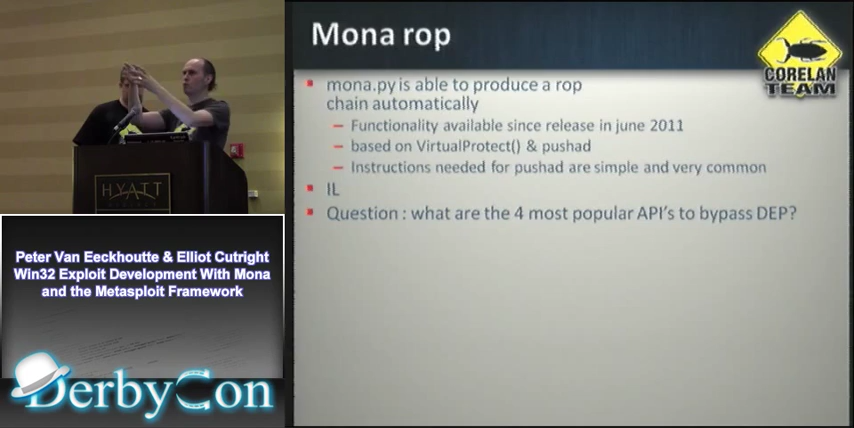 Mona rop
CORELAN
TEAM
mona.py is able to produce a rop
chain automatically
Functionality available since release in june 2011
based on VirtualProtect() & pushad
Instructions needed for pushad are simple and very common
IL
Question : what are the 4 most popular API's to bypass DEP?
HYATT
Peter Van Eeckhoutte & Elliot Cutright
Win32 Exploit Development With Mona
and the Metasploit Framework
DerbyCon